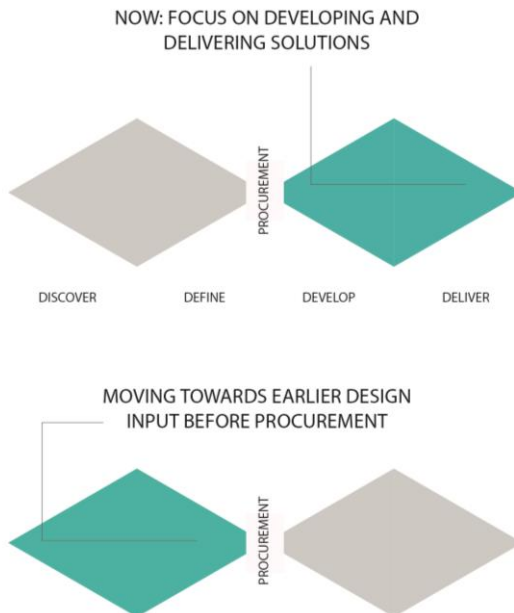 NOW: FOCUS ON DEVELOPING AND
DELIVERING SOLUTIONS
PROCUREMENT
DISCOVER DEFINE DEVELOP DELIVER
MOVING TOWARDS EARLIER DESIGN
INPUT BEFORE PROCUREMENT
PROCUREMENT